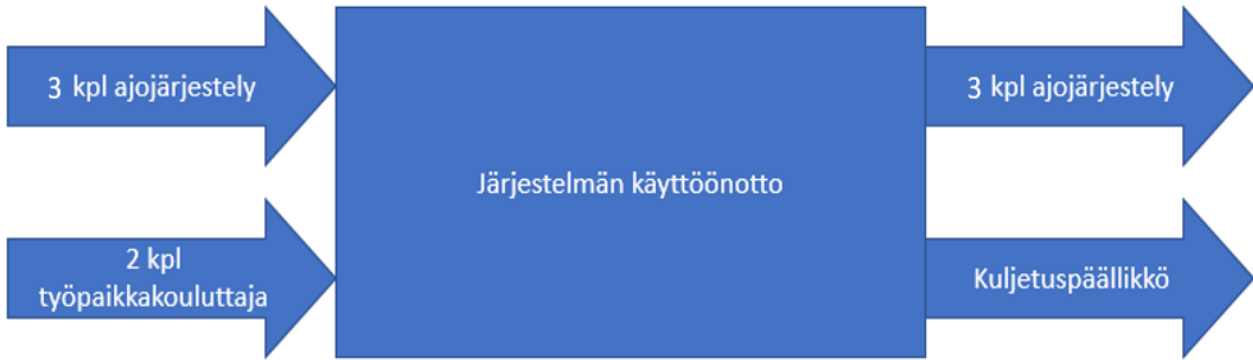 3 kpl ajojärjestely
3 kpl ajojärjestely
Järjestelmän käyttöönotto
2 kpl
työpaikkakouluttaja
Kuljetuspäällikkö